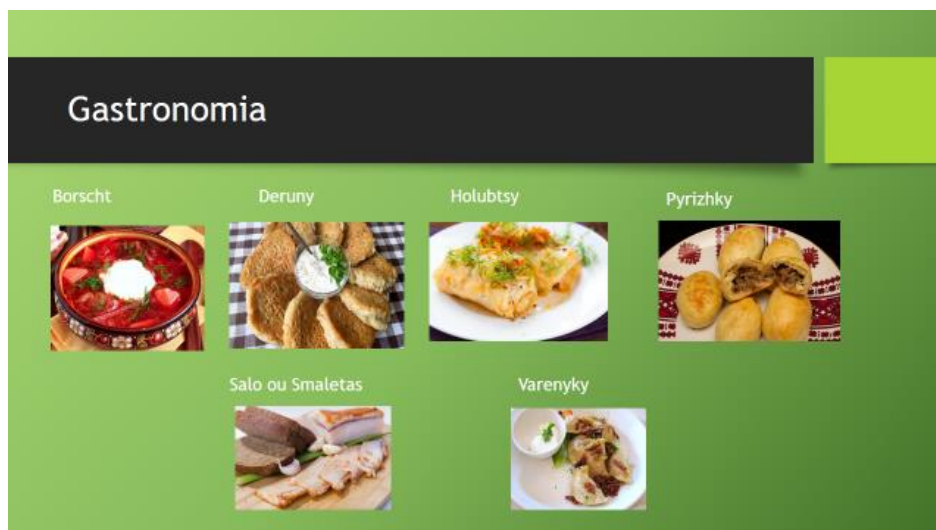 Gastronomia
Borscht
Deruny
Holubtsy
Pyrizhky
Salo ou Smaletas
Varenyky